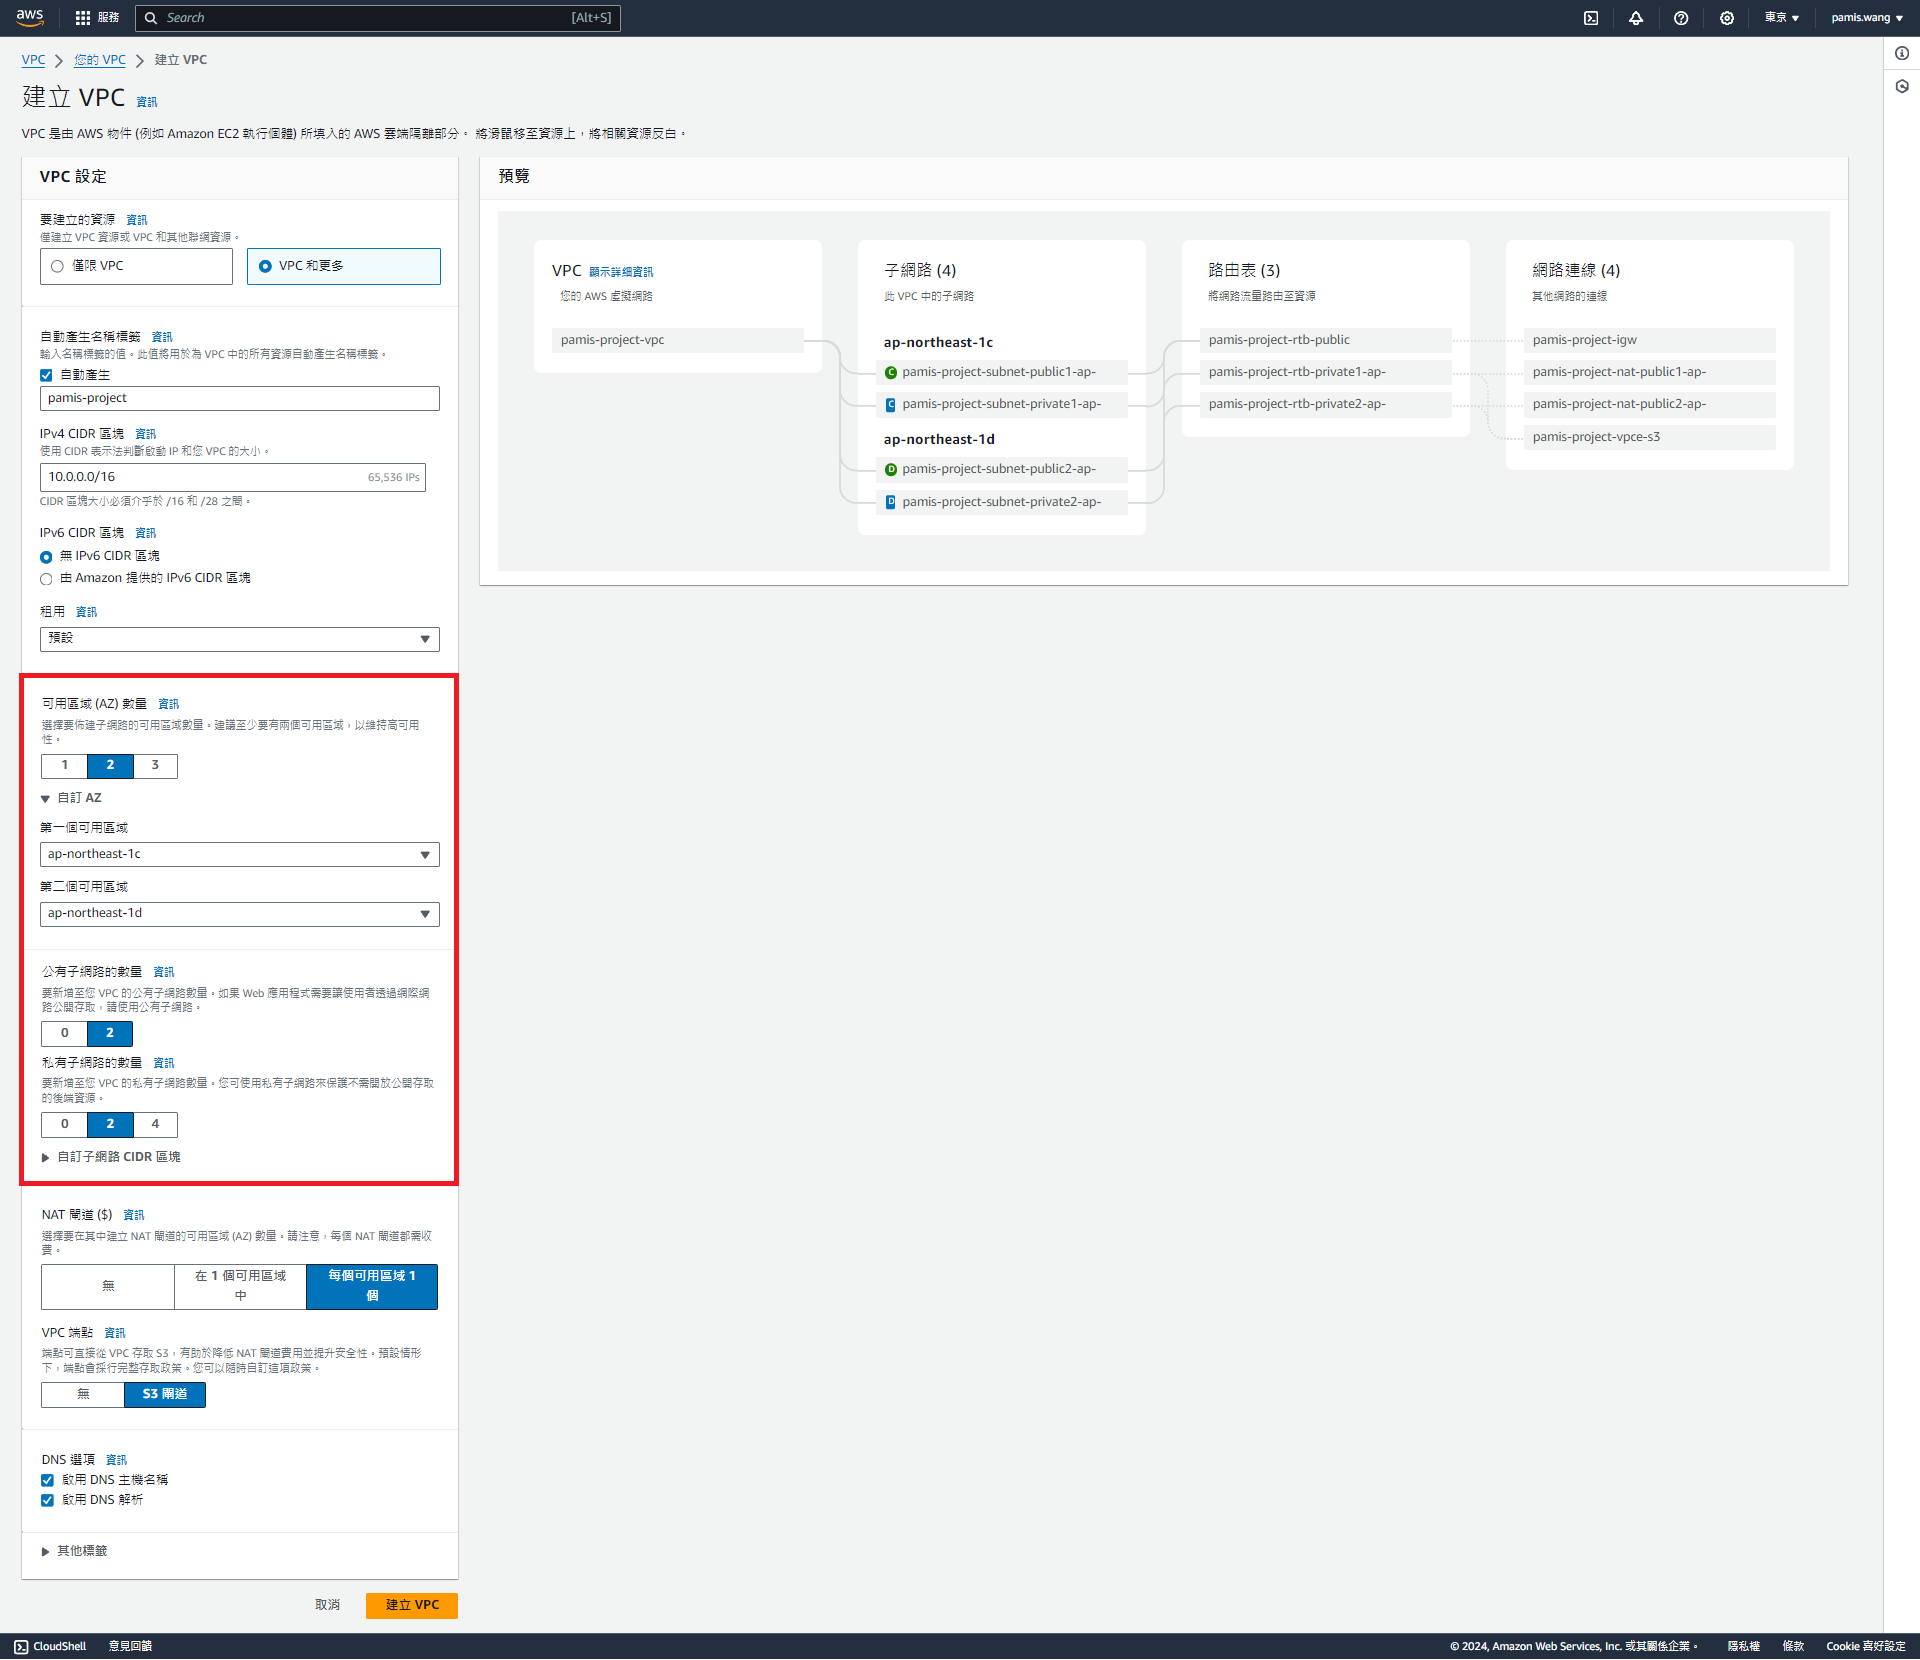 aws
服務
Search
[Alt+S]
東京
pamis.wang
VPC
您的 VPC
建立 VPC
建立 VPC 資訊
VPC 是由 AWS 物件 (例如 Amazon EC2 執行個體) 所填入的 AWS 雲端隔離部分。 將滑鼠移至資源上，將相關資源反白。
VPC 設定
要建立的資源 資訊
僅建立 VPC 資源或 VPC 和其他聯網資源。
僅限 VPC
VPC 和更多
自動產生名稱標籤 資訊
輸入名稱標籤的值。此值將用於為 VPC 中的所有資源自動產生名稱標籤。
自動產生
pamis-project
IPv4 CIDR 區塊 資訊
使用 CIDR 表示法判斷啟動 IP 和您 VPC 的大小。
10.0.0.0/16
65,536 IPs
CIDR 區塊大小必須介乎於 /16 和 /28 之間。
IPv6 CIDR 區塊 資訊
無 IPv6 CIDR 區塊
由 Amazon 提供的 IPv6 CIDR 區塊
租用 資訊
預設
可用區域 (AZ) 數量 資訊
選擇要佈建子網路的可用區域數量。建議至少要有兩個可用區域，以維持高可用
性。
1
2
3
自訂 AZ
第一個可用區域
ap-northeast-1c
第二個可用區域
ap-northeast-1d
公有子網路的數量 資訊
要新增至您 VPC 的公有子網路數量。如果 Web 應用程式需要讓使用者透過網際網
路公開存取，請使用公有子網路。
0
2
私有子網路的數量 資訊
要新增至您 VPC 的私有子網路數量。您可使用私有子網路來保護不需開放公開存取
的後端資源。
0
2
4
自訂子網路 CIDR 區塊
NAT 閘道 ($) 資訊
選擇要在其中建立 NAT 閘道的可用區域 (AZ) 數量。請注意，每個 NAT 閘道都需收
費。
無
在 1 個可用區域
中
每個可用區域 1
個
VPC 端點 資訊
端點可直接從 VPC 存取 S3，有助於降低 NAT 閘道費用並提升安全性。預設情形
下，端點會採行完整存取政策。您可以隨時自訂這項政策。
無
S3 閘道
DNS 選項 資訊
啟用 DNS 主機名稱
啟用 DNS 解析
其他標籤
取消
建立 VPC
預覽
VPC 顯示詳細資訊
您的 AWS 虛擬網路
pamis-project-vpc
子網路 (4)
此 VPC 中的子網路
ap-northeast-1c
C pamis-project-subnet-public1-ap-
C pamis-project-subnet-private1-ap-
ap-northeast-1d
D pamis-project-subnet-public2-ap-
D pamis-project-subnet-private2-ap-
路由表 (3)
將網路流量路由至資源
pamis-project-rtb-public
pamis-project-rtb-private1-ap-
pamis-project-rtb-private2-ap-
網路連線 (4)
其他網路的連線
pamis-project-igw
pamis-project-nat-public1-ap-
pamis-project-nat-public2-ap-
pamis-project-vpce-s3
CloudShell
意見回饋
© 2024, Amazon Web Services, Inc. 或其關係企業。
隱私權
條款
Cookie 喜好設定